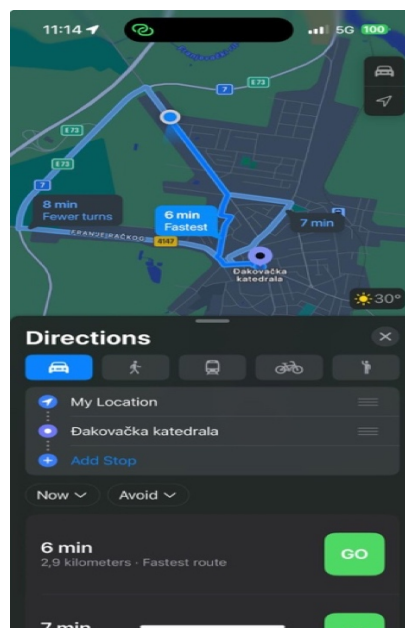 11:14
5G 100
7
E73
E73
E73
7
8 min
Fewer turns
6 min
Fastest
7 min
4147
Đakovačka
katedrala
30°
Directions
My Location
Đakovačka katedrala
Add Stop
Now
Avoid
6 min
2,9 kilometers · Fastest route
GO
7 min